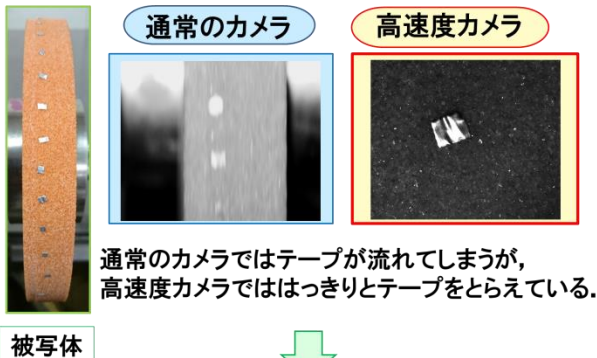 通常のカメラ
高速度カメラ
通常のカメラではテープが流れてしまうが,
高速度カメラでははっきりとテープをとらえている.
被写体